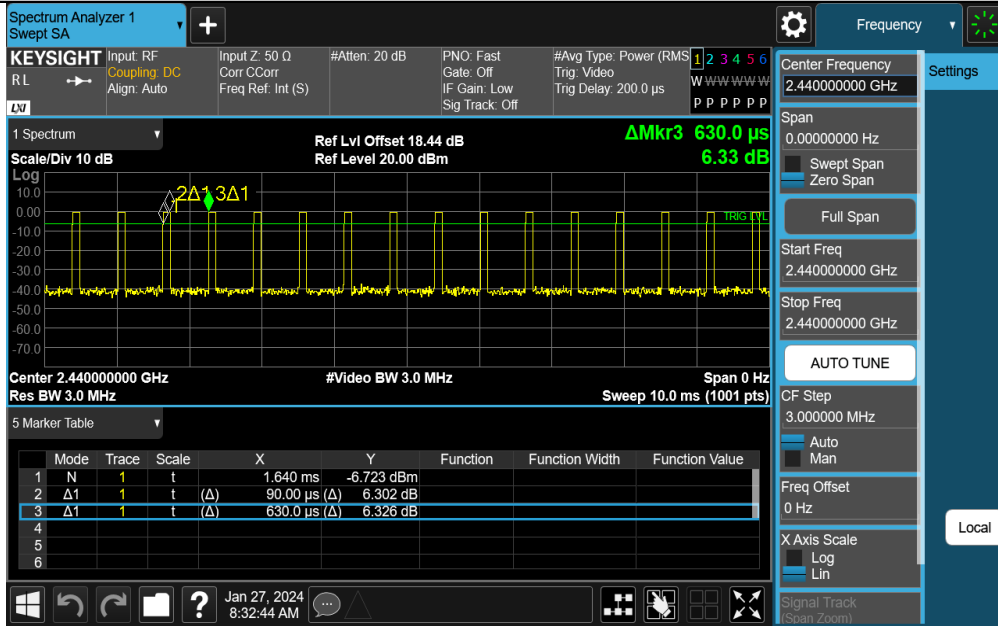 Spectrum Analyzer 1
Swept SA
Frequency
KEYSIGHT
R L
LXI
Input: RF
Coupling: DC
Align: Auto
Input Z: 50 Ω
Corr CCorr
Freq Ref: Int (S)
#Atten: 20 dB
PNO: Fast
Gate: Off
IF Gain: Low
Sig Track: Off
#Avg Type: Power (RMS
Trig: Video
Trig Delay: 200.0 µs
1 2 3 4 5 6
W W W W W W
P P P P P P
1 Spectrum
Scale/Div 10 dB
Log
Ref Lvl Offset 18.44 dB
Ref Level 20.00 dBm
ΔMkr3 630.0 µs
6.33 dB
10.0
0.00
-10.0
-20.0
-30.0
-40.0
-50.0
-60.0
-70.0
2Δ1 3Δ1
1
TRIG LVL
Center 2.440000000 GHz
#Video BW 3.0 MHz
Span 0 Hz
Res BW 3.0 MHz
Sweep 10.0 ms (1001 pts)
5 Marker Table
Mode Trace Scale X Y Function Function Width Function Value
1 N 1 t 1.640 ms -6.723 dBm
2 Δ1 1 t (Δ) 90.00 µs (Δ) 6.302 dB
3 Δ1 1 t (Δ) 630.0 µs (Δ) 6.326 dB
4
5
6
Jan 27, 2024
8:32:44 AM
?
Center Frequency
2.440000000 GHz
Span
0.00000000 Hz
Swept Span
Zero Span
Full Span
Start Freq
2.440000000 GHz
Stop Freq
2.440000000 GHz
AUTO TUNE
CF Step
3.000000 MHz
Auto
Man
Freq Offset
0 Hz
X Axis Scale
Log
Lin
Signal Track
(Span Zoom)
Settings
Local